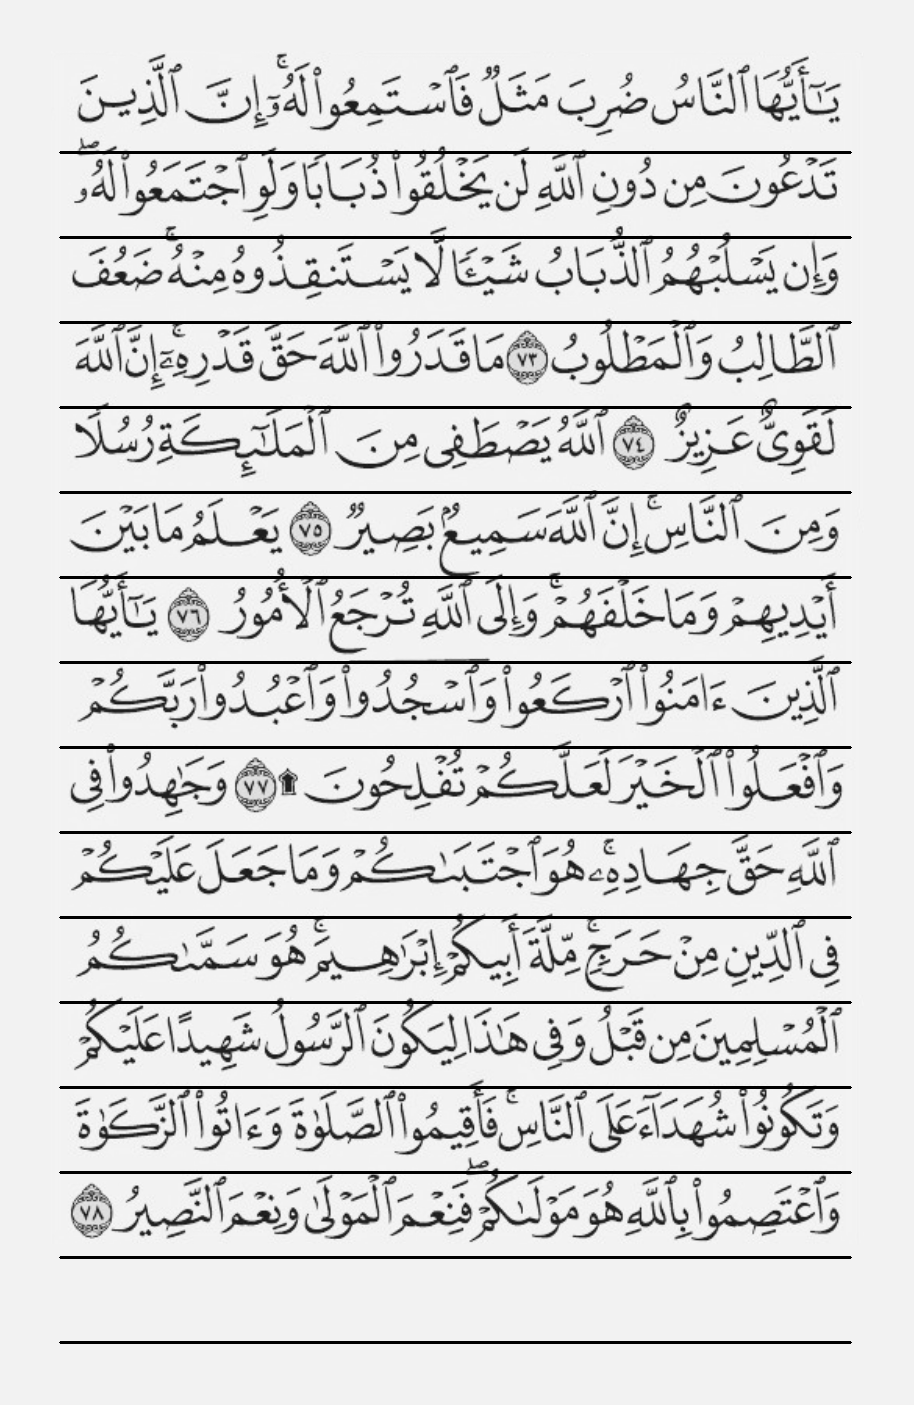 يَـٰٓأَيُّهَا ٱلنَّاسُ ضُرِبَ مَثَلٌۭ فَٱسْتَمِعُوا۟ لَهُۥٓ ۚ إِنَّ ٱلَّذِينَ
تَدْعُونَ مِن دُونِ ٱللَّهِ لَن يَخْلُقُوا۟ ذُبَابًۭا وَلَوِ ٱجْتَمَعُوا۟ لَهُۥ ۖ
وَإِن يَسْلُبْهُمُ ٱلذُّبَابُ شَيْـًۭٔا لَّا يَسْتَنقِذُوهُ مِنْهُ ۚ ضَعُفَ
ٱلطَّالِبُ وَٱلْمَطْلُوبُ ٧٣ مَا قَدَرُوا۟ ٱللَّهَ حَقَّ قَدْرِهِۦٓ ۚ إِنَّ ٱللَّهَ
لَقَوِىٌّ عَزِيزٌ ٧٤ ٱللَّهُ يَصْطَفِى مِنَ ٱلْمَلَـٰٓئِكَةِ رُسُلًۭا
وَمِنَ ٱلنَّاسِ ۚ إِنَّ ٱللَّهَ سَمِيعٌۢ بَصِيرٌۭ ٧٥ يَعْلَمُ مَا بَيْنَ
أَيْدِيهِمْ وَمَا خَلْفَهُمْ ۗ وَإِلَى ٱللَّهِ تُرْجَعُ ٱلْأُمُورُ ٧٦ يَـٰٓأَيُّهَا
ٱلَّذِينَ ءَامَنُوا۟ ٱرْكَعُوا۟ وَٱسْجُدُوا۟ وَٱعْبُدُوا۟ رَبَّكُمْ
وَٱفْعَلُوا۟ ٱلْخَيْرَ لَعَلَّكُمْ تُفْلِحُونَ ۩ ٧٧ وَجَـٰهِدُوا۟ فِى
ٱللَّهِ حَقَّ جِهَادِهِۦ ۚ هُوَ ٱجْتَبَىٰكُمْ وَمَا جَعَلَ عَلَيْكُمْ
فِى ٱلدِّينِ مِنْ حَرَجٍۢ ۚ مِّلَّةَ أَبِيكُمْ إِبْرَٰهِيمَ ۚ هُوَ سَمَّىٰكُمُ
ٱلْمُسْلِمِينَ مِن قَبْلُ وَفِى هَـٰذَا لِيَكُونَ ٱلرَّسُولُ شَهِيدًا عَلَيْكُمْ
وَتَكُونُوا۟ شُهَدَآءَ عَلَى ٱلنَّاسِ ۚ فَأَقِيمُوا۟ ٱلصَّلَوٰةَ وَءَاتُوا۟ ٱلزَّكَوٰةَ
وَٱعْتَصِمُوا۟ بِٱللَّهِ هُوَ مَوْلَىٰكُمْ ۖ فَنِعْمَ ٱلْمَوْلَىٰ وَنِعْمَ ٱلنَّصِيرُ ٧٨